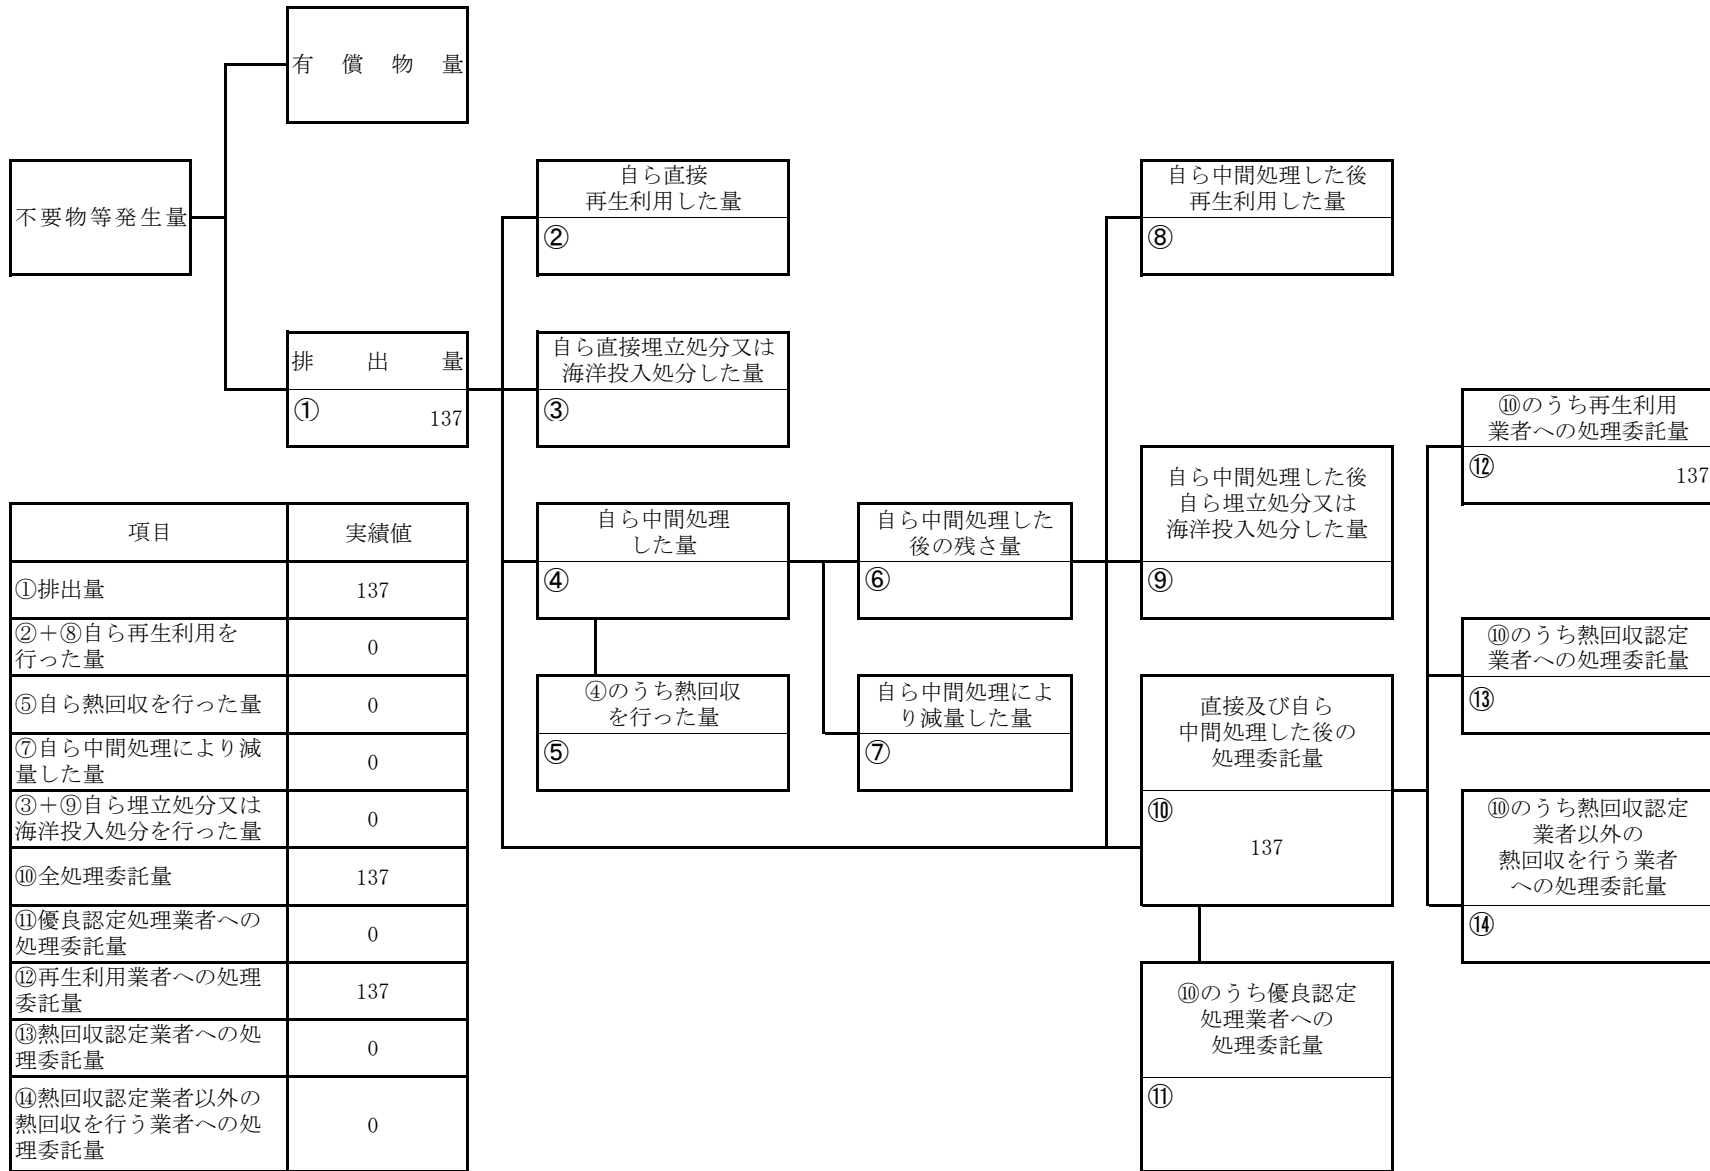 有償物量
不要物等発生量
排出量
①
137
自ら直接
再生利用した量
②
自ら直接埋立処分又は
海洋投入処分した量
③
自ら中間処理
した量
④
④のうち熱回収
を行った量
⑤
自ら中間処理した
後の残さ量
⑥
自ら中間処理によ
り減量した量
⑦
自ら中間処理した後
再生利用した量
⑧
自ら中間処理した後
自ら埋立処分又は
海洋投入処分した量
⑨
直接及び自ら
中間処理した後の
処理委託量
⑩
137
⑩のうち優良認定
処理業者への
処理委託量
⑪
⑩のうち再生利用
業者への処理委託量
⑫
137
⑩のうち熱回収認定
業者への処理委託量
⑬
⑩のうち熱回収認定
業者以外の
熱回収を行う業者
への処理委託量
⑭
項目 実績値
①排出量 137
②+⑧自ら再生利用を
行った量 0
⑤自ら熱回収を行った量 0
⑦自ら中間処理により減
量した量 0
③+⑨自ら埋立処分又は
海洋投入処分を行った量 0
⑩全処理委託量 137
⑪優良認定処理業者への
処理委託量 0
⑫再生利用業者への処理
委託量 137
⑬熱回収認定業者への処
理委託量 0
⑭熱回収認定業者以外の
熱回収を行う業者への処
理委託量 0